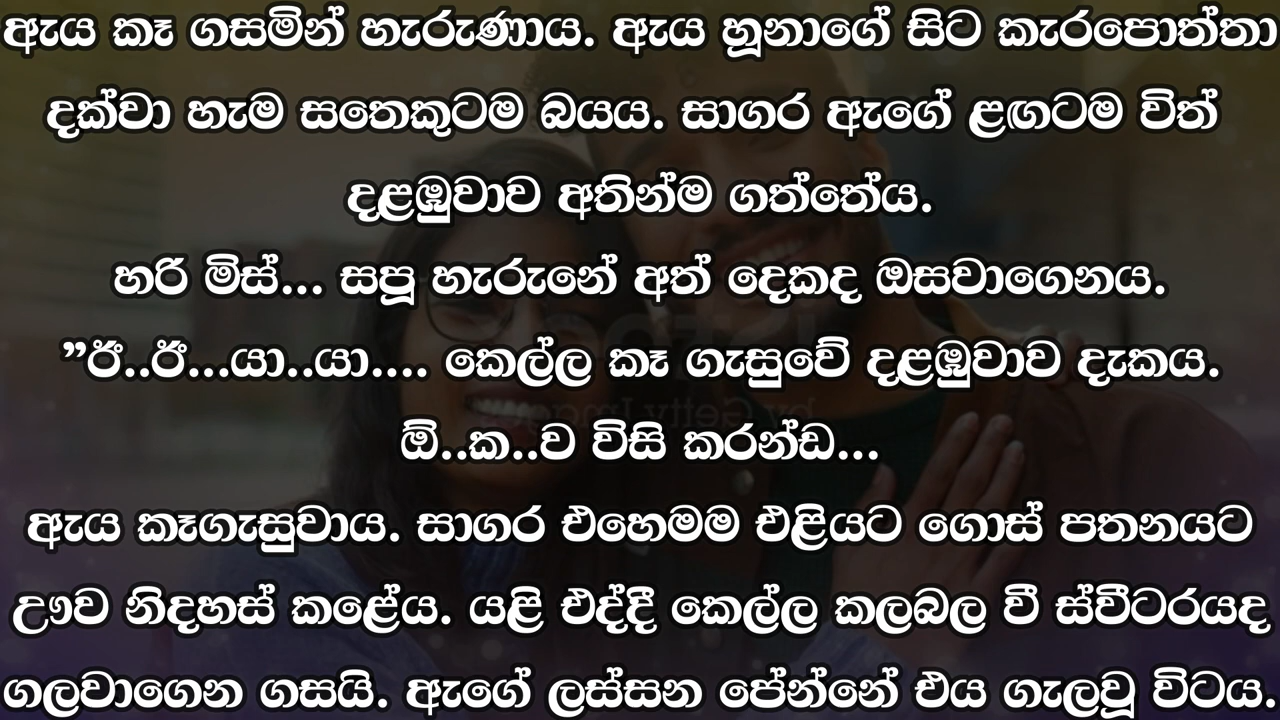 ඇය කෑ ගසමින් හැරුණාය. ඇය හූනාගේ සිට කැරපොත්තා
දක්වා හැම සතෙකුටම බයය. සාගර ඇගේ ළඟටම විත්
දළඹුවාව අතින්ම ගත්තේය.
හරි මිස්... සපූ හැරුනේ අත් දෙකද ඔසවාගෙනය.
”ඊ..ඊ...යා..යා.... කෙල්ල කෑ ගැසුවේ දළඹුවාව දැකය.
ඕ..ක..ව විසි කරන්ඩ...
ඇය කෑගැසුවාය. සාගර එහෙමම එළියට ගොස් පතනයට
ඌව නිදහස් කළේය. යළි එද්දී කෙල්ල කලබල වී ස්වීටරයද
ගලවාගෙන ගසයි. ඇගේ ලස්සන පේන්නේ එය ගැලවූ විටය.